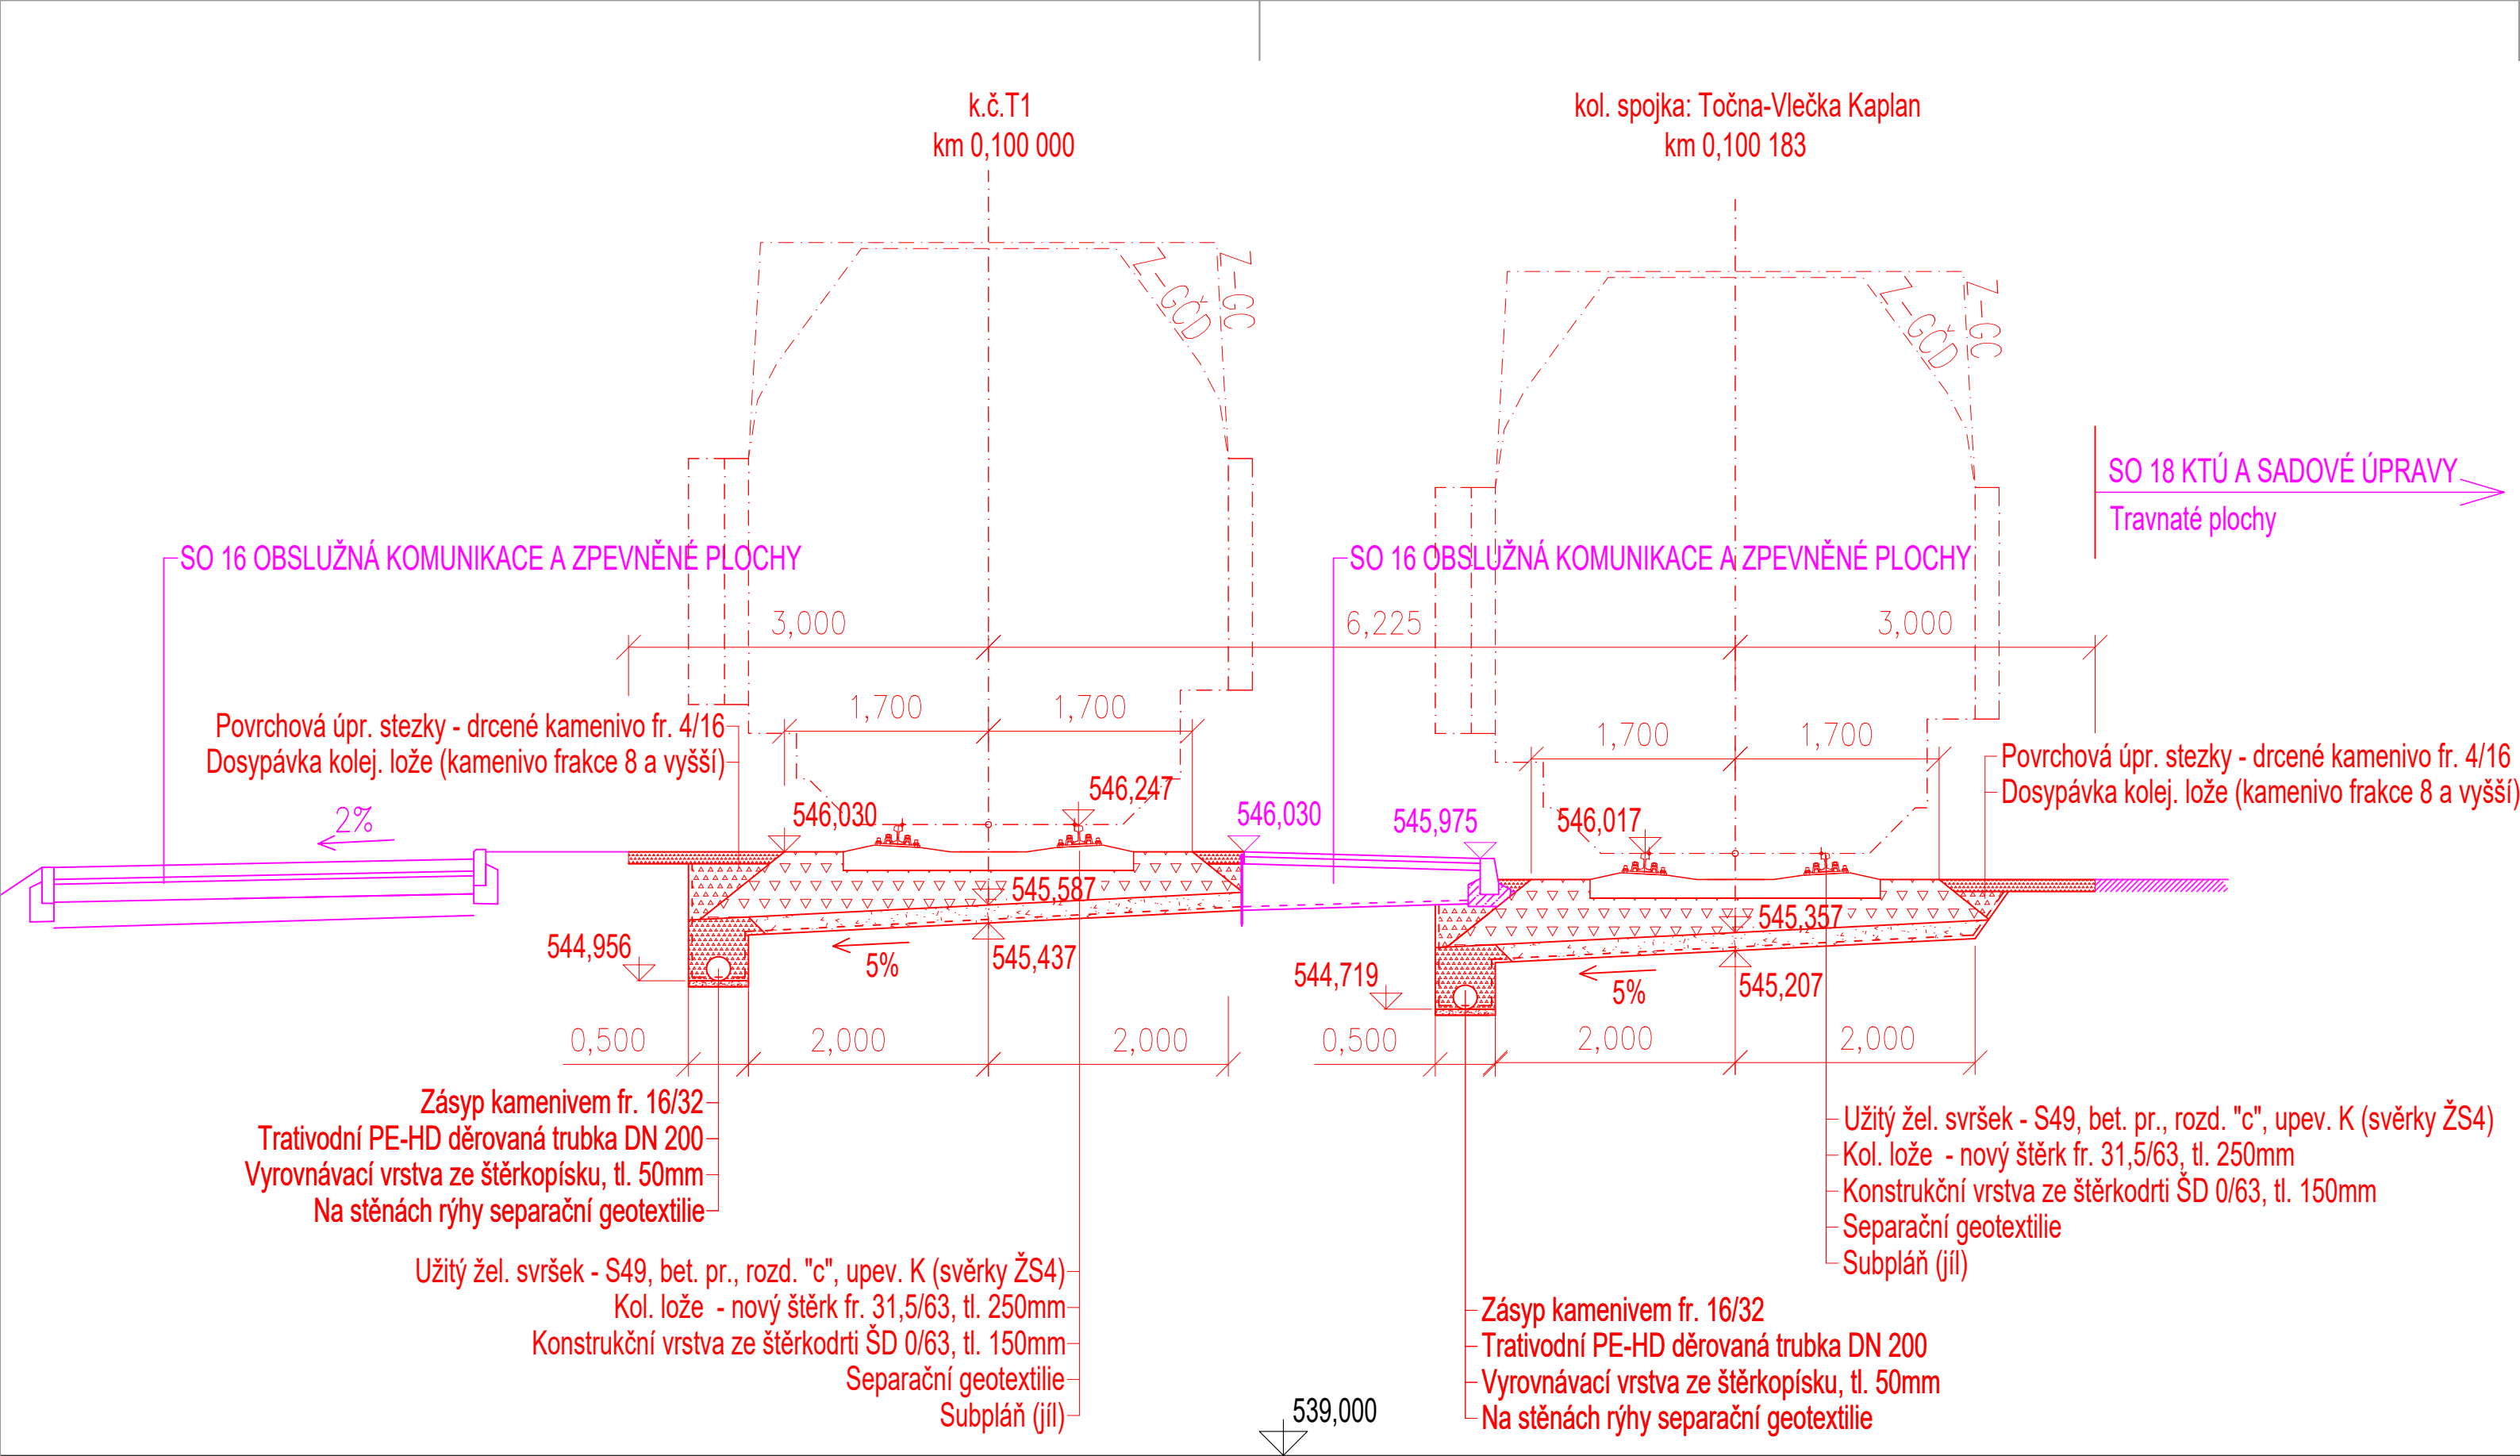 k.č.T1
km 0,100 000
kol. spojka: Točna-Vlečka Kaplan
km 0,100 183
Z-GČD
Z-GC
Z-GČD
Z-GC
SO 18 KTÚ A SADOVÉ ÚPRAVY
Travnaté plochy
SO 16 OBSLUŽNÁ KOMUNIKACE A ZPEVNĚNÉ PLOCHY
SO 16 OBSLUŽNÁ KOMUNIKACE A ZPEVNĚNÉ PLOCHY
3,000
6,225
3,000
1,700
1,700
1,700
1,700
Povrchová úpr. stezky - drcené kamenivo fr. 4/16
Dosypávka kolej. lože (kamenivo frakce 8 a vyšší)
Povrchová úpr. stezky - drcené kamenivo fr. 4/16
Dosypávka kolej. lože (kamenivo frakce 8 a vyšší)
2%
546,030
546,247
546,030
545,975
546,017
545,587
545,357
544,956
5%
545,437
544,719
5%
545,207
0,500
2,000
2,000
0,500
2,000
2,000
Zásyp kamenivem fr. 16/32
Trativodní PE-HD děrovaná trubka DN 200
Vyrovnávací vrstva ze štěrkopísku, tl. 50mm
Na stěnách rýhy separační geotextilie
Užitý žel. svršek - S49, bet. pr., rozd. "c", upev. K (svěrky ŽS4)
Kol. lože - nový štěrk fr. 31,5/63, tl. 250mm
Konstrukční vrstva ze štěrkodrti ŠD 0/63, tl. 150mm
Separační geotextilie
Subpláň (jíl)
Užitý žel. svršek - S49, bet. pr., rozd. "c", upev. K (svěrky ŽS4)
Kol. lože - nový štěrk fr. 31,5/63, tl. 250mm
Konstrukční vrstva ze štěrkodrti ŠD 0/63, tl. 150mm
Separační geotextilie
Subpláň (jíl)
Zásyp kamenivem fr. 16/32
Trativodní PE-HD děrovaná trubka DN 200
Vyrovnávací vrstva ze štěrkopísku, tl. 50mm
Na stěnách rýhy separační geotextilie
539,000